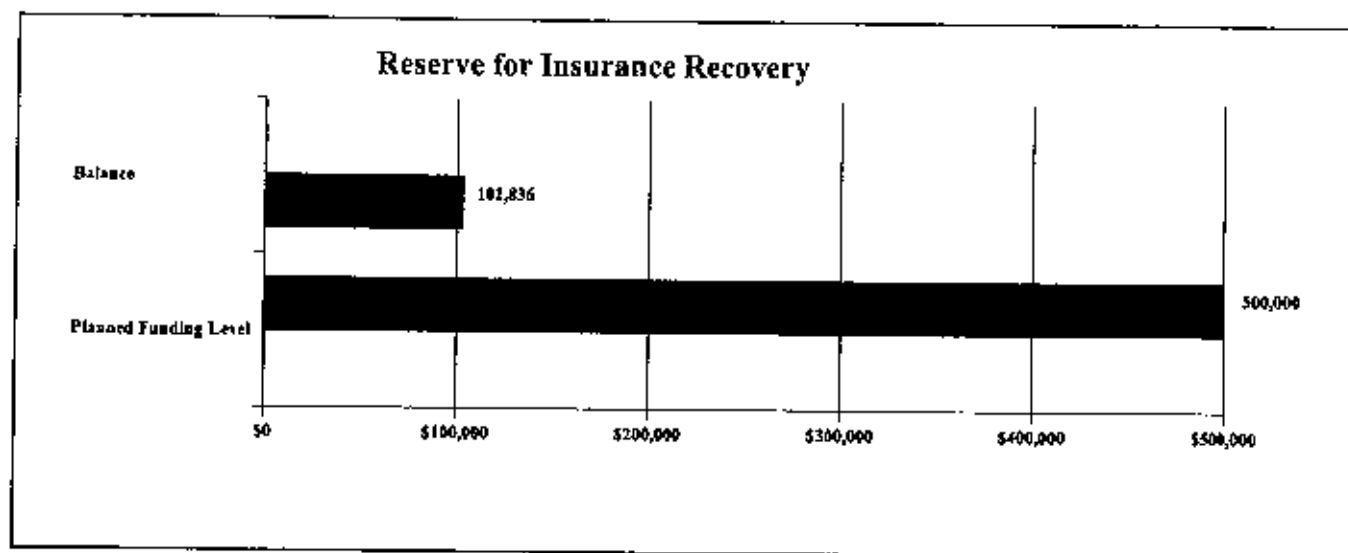 Reserve for Insurance Recovery
Balance
102,836
500,000
Planned Funding Level
$0
$100,000
$200,000
$300,000
$400,000
$500,000